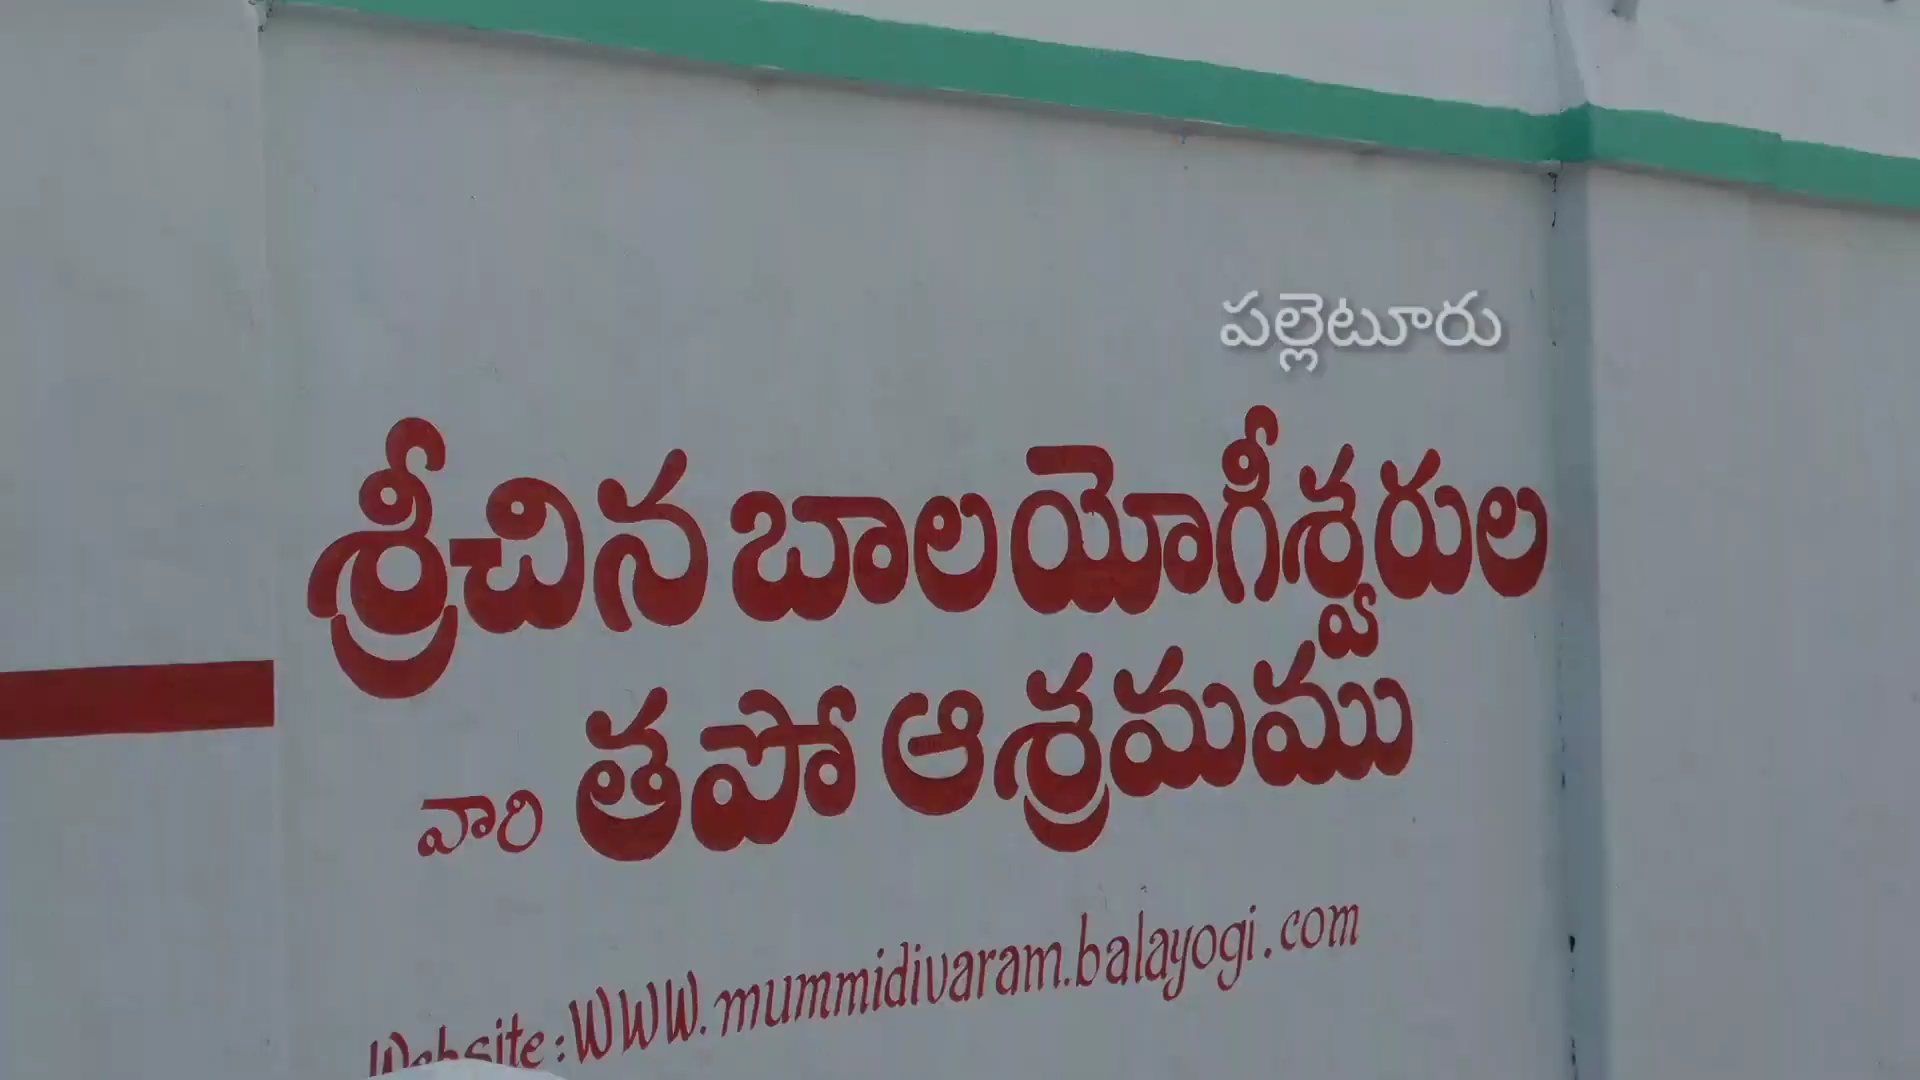 పల్లెటూరు
శ్రీ చిన బాలయోగీశ్వరుల
వారి తపో ఆశ్రమము
Website:WWW.mummidivaram.balayogi.com